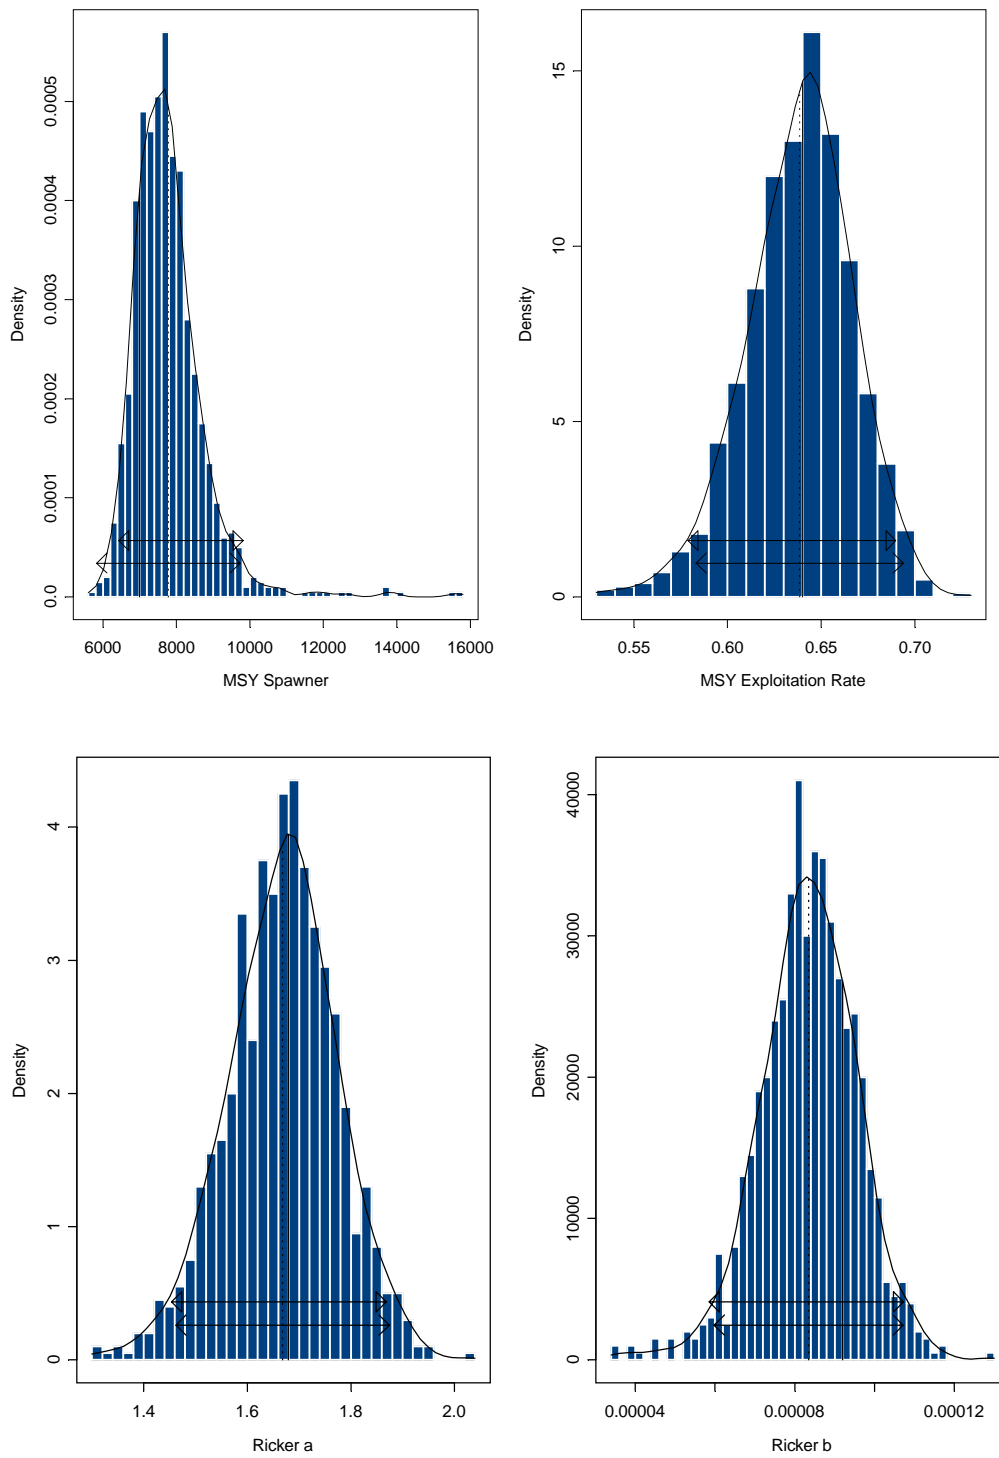 Density
0.0 0.0001 0.0002 0.0003 0.0004 0.0005
6000 8000 10000 12000 14000 16000
MSY Spawner
Density
0 5 10 15
0.55 0.60 0.65 0.70
MSY Exploitation Rate
Density
0 1 2 3 4
1.4 1.6 1.8 2.0
Ricker a
Density
0 10000 20000 30000 40000
0.00004 0.00008 0.00012
Ricker b